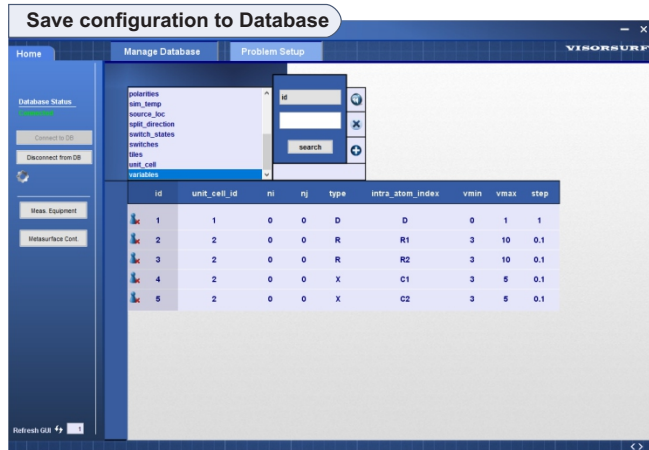 Save configuration to Database
Home
Manage Database
Problem Setup
VISORSURF
Database Status
Connect to DB
Disconnect from DB
Meas. Equipment
Metasurface Cont.
Refresh GUI
1
polarities
sim_temp
source_loc
split_direction
switch_states
switches
tiles
unit_cell
variables
id
search
id unit_cell_id ni nj type intra_atom_index vmin vmax step
1 1 0 0 D D 0 1 1
2 2 0 0 R R1 3 10 0.1
3 2 0 0 R R2 3 10 0.1
4 2 0 0 X C1 3 5 0.1
5 2 0 0 X C2 3 5 0.1